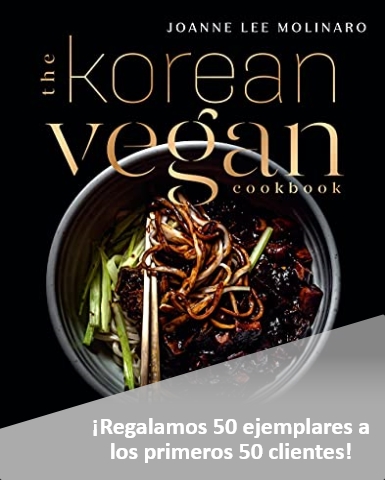 JOANNE LEE MOLINARO
the
korean
vegan
cookbook
¡Regalamos 50 ejemplares a
los primeros 50 clientes!